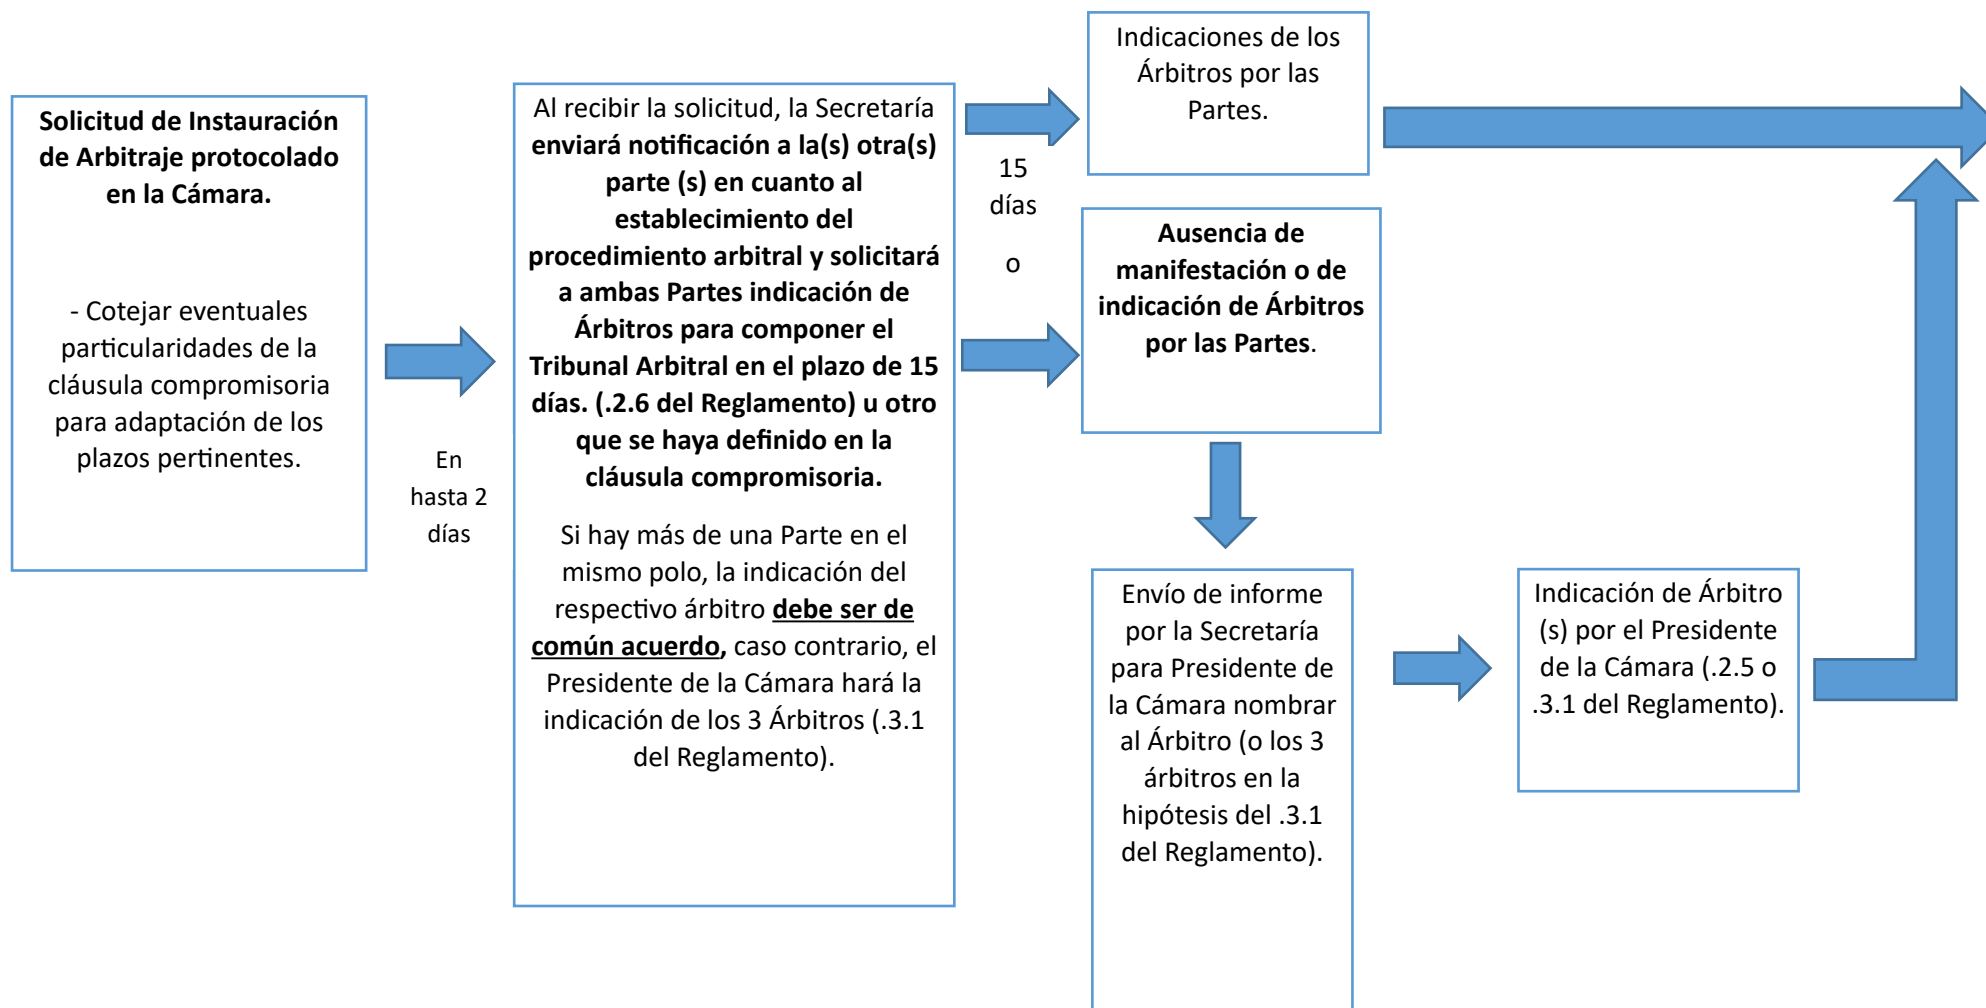 Solicitud de Instauración
de Arbitraje protocolado
en la Cámara.
- Cotejar eventuales
particularidades de la
cláusula compromisoria
para adaptación de los
plazos pertinentes.
En
hasta 2
días
Al recibir la solicitud, la Secretaría
enviará notificación a la(s) otra(s)
parte (s) en cuanto al
establecimiento del
procedimiento arbitral y solicitará
a ambas Partes indicación de
Árbitros para componer el
Tribunal Arbitral en el plazo de 15
días. (.2.6 del Reglamento) u otro
que se haya definido en la
cláusula compromisoria.
Si hay más de una Parte en el
mismo polo, la indicación del
respectivo árbitro debe ser de
común acuerdo, caso contrario, el
Presidente de la Cámara hará la
indicación de los 3 Árbitros (.3.1
del Reglamento).
15
días
o
Indicaciones de los
Árbitros por las
Partes.
Ausencia de
manifestación o de
indicación de Árbitros
por las Partes.
Envío de informe
por la Secretaría
para Presidente de
la Cámara nombrar
al Árbitro (o los 3
árbitros en la
hipótesis del .3.1
del Reglamento).
Indicación de Árbitro
(s) por el Presidente
de la Cámara (.2.5 o
.3.1 del Reglamento).